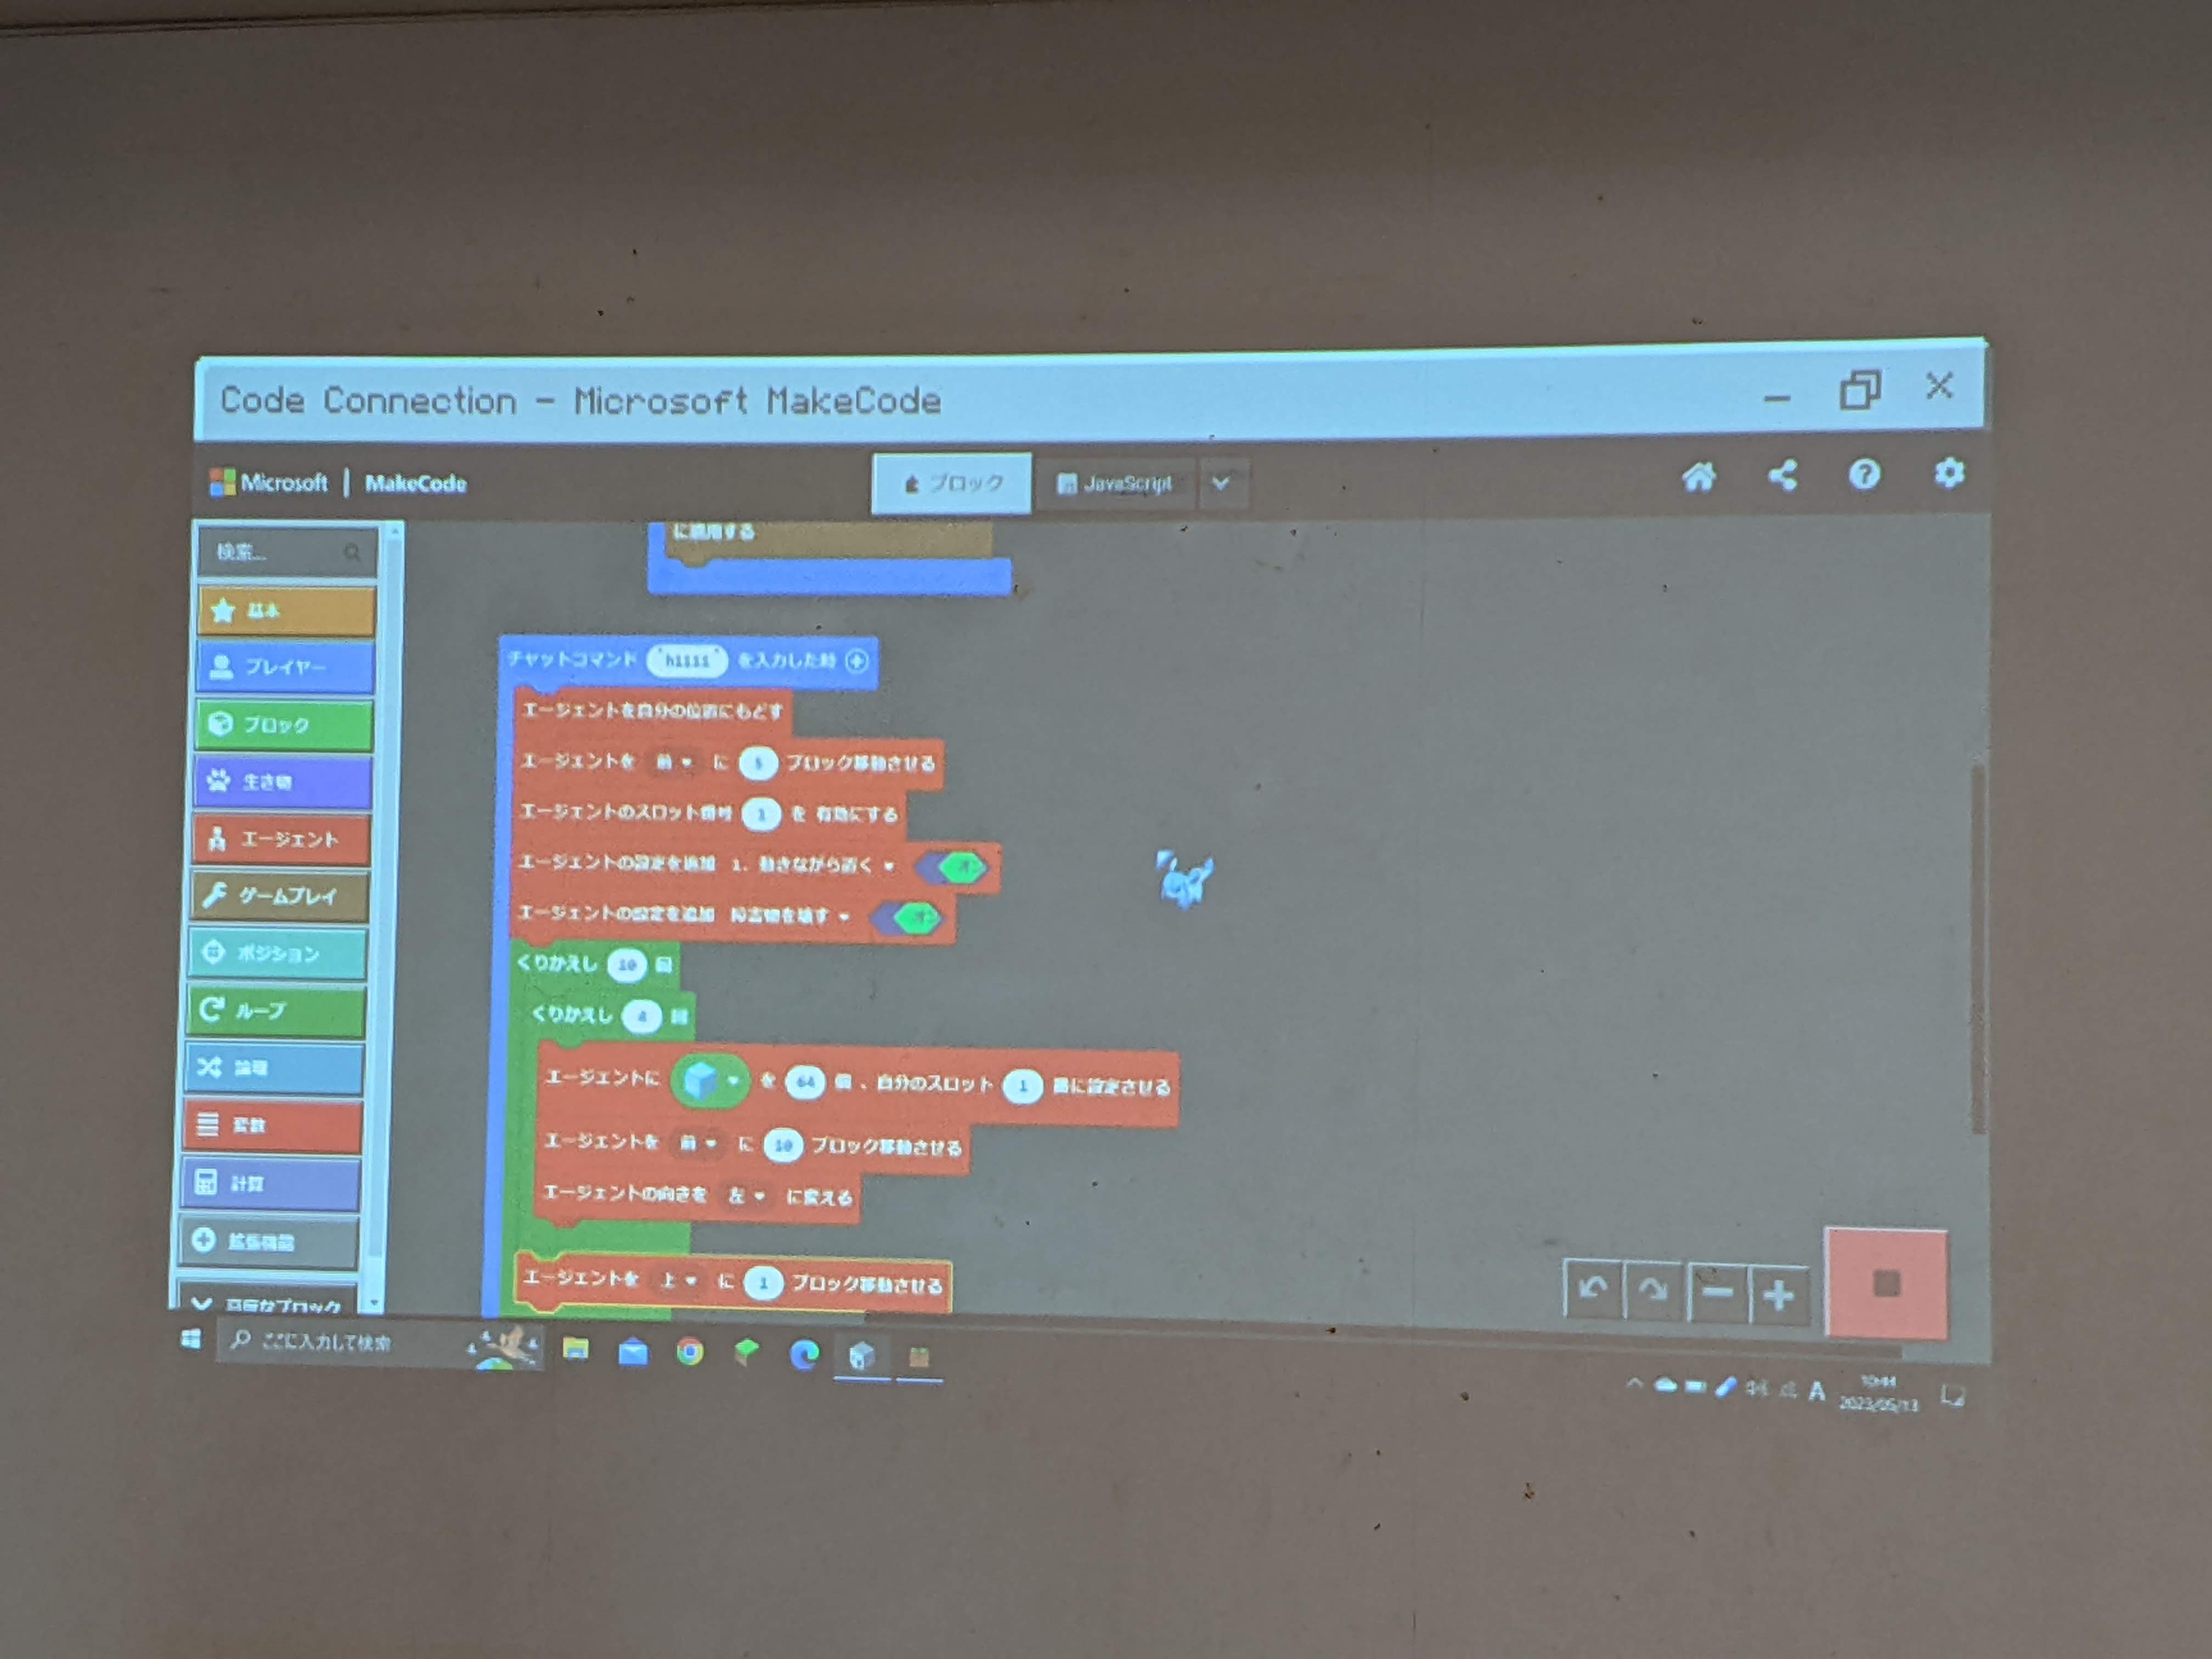 Code Connection - Microsoft MakeCode
Microsoft | MakeCode
ブロック
JavaScript
検索...
基本
プレイヤー
ブロック
生き物
エージェント
ゲームプレイ
ポジション
ループ
論理
変数
計算
拡張機能
高度なブロック
に適用する
チャットコマンド を入力した時
エージェントを自分の位置にもどす
エージェントを 前 に 5 ブロック移動させる
エージェントのスロット番号 1 を 有効にする
エージェントの設定を追加 1. 動きながら置く オン
エージェントの設定を追加 障害物を壊す オン
くりかえし 10 回
くりかえし 4 回
エージェントに を 64 個、自分のスロット 1 番に設定させる
エージェントを 前 に 10 ブロック移動させる
エージェントの向きを 左 に変える
エージェントを 上 に 1 ブロック移動させる
ここに入力して検索
A
10:44
2023/05/13